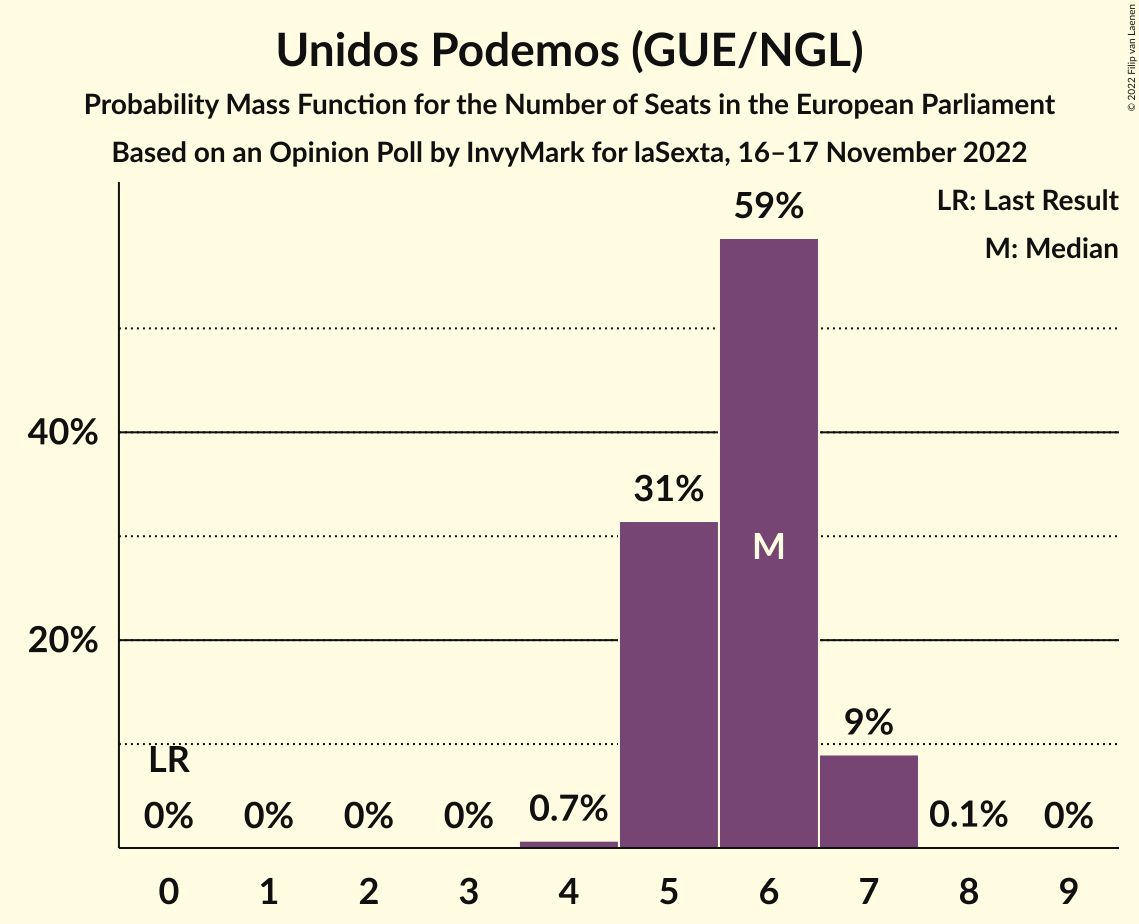 Unidos Podemos (GUE/NGL)
Probability Mass Function for the Number of Seats in the European Parliament
Based on an Opinion Poll by InvyMark for laSexta, 16–17 November 2022
© 2022 Filip van Laenen
LR: Last Result
M: Median
59%
40%
31%
M
20%
9%
LR
0% 0% 0% 0% 0.7% 0.1% 0%
0 1 2 3 4 5 6 7 8 9